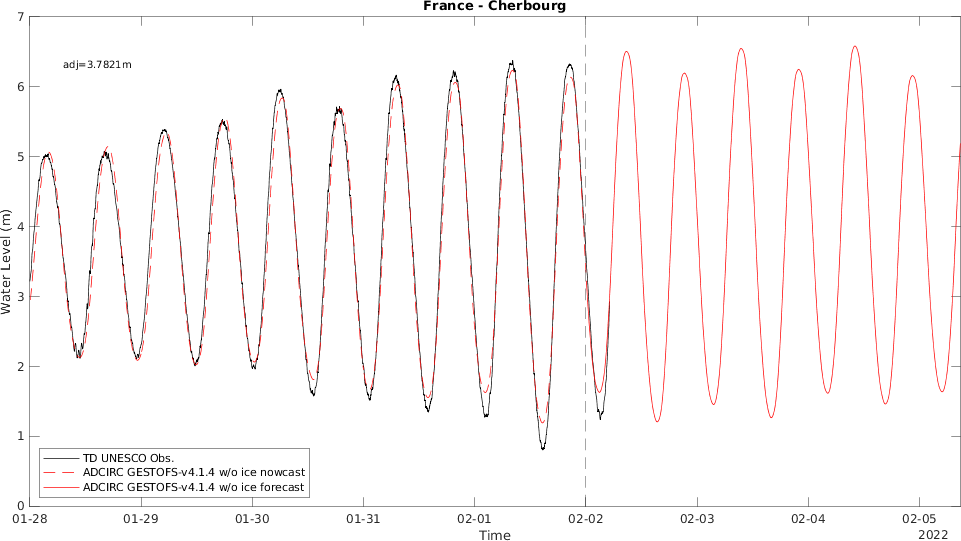 France - Cherbourg
7
adj=3.7821m
6
5
4
3
2
1
0
Water Level (m)
TD UNESCO Obs.
ADCIRC GESTOFS-v4.1.4 w/o ice nowcast
ADCIRC GESTOFS-v4.1.4 w/o ice forecast
01-28 01-29 01-30 01-31 02-01 02-02 02-03 02-04 02-05
Time
2022